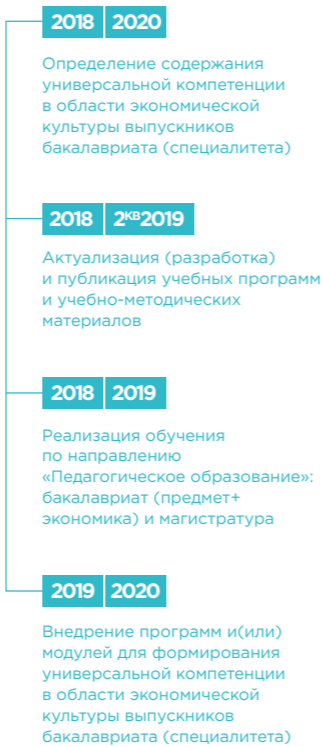 2018 2020
Определение содержания
универсальной компетенции
в области экономической
культуры выпускников
бакалавриата (специалитета)
2018 2КВ2019
Актуализация (разработка)
и публикация учебных программ
и учебно-методических
материалов
2018 2019
Реализация обучения
по направлению
«Педагогическое образование»:
бакалавриат (предмет+
экономика) и магистратура
2019 2020
Внедрение программ и(или)
модулей для формирования
универсальной компетенции
в области экономической
культуры выпускников
бакалавриата (специалитета)